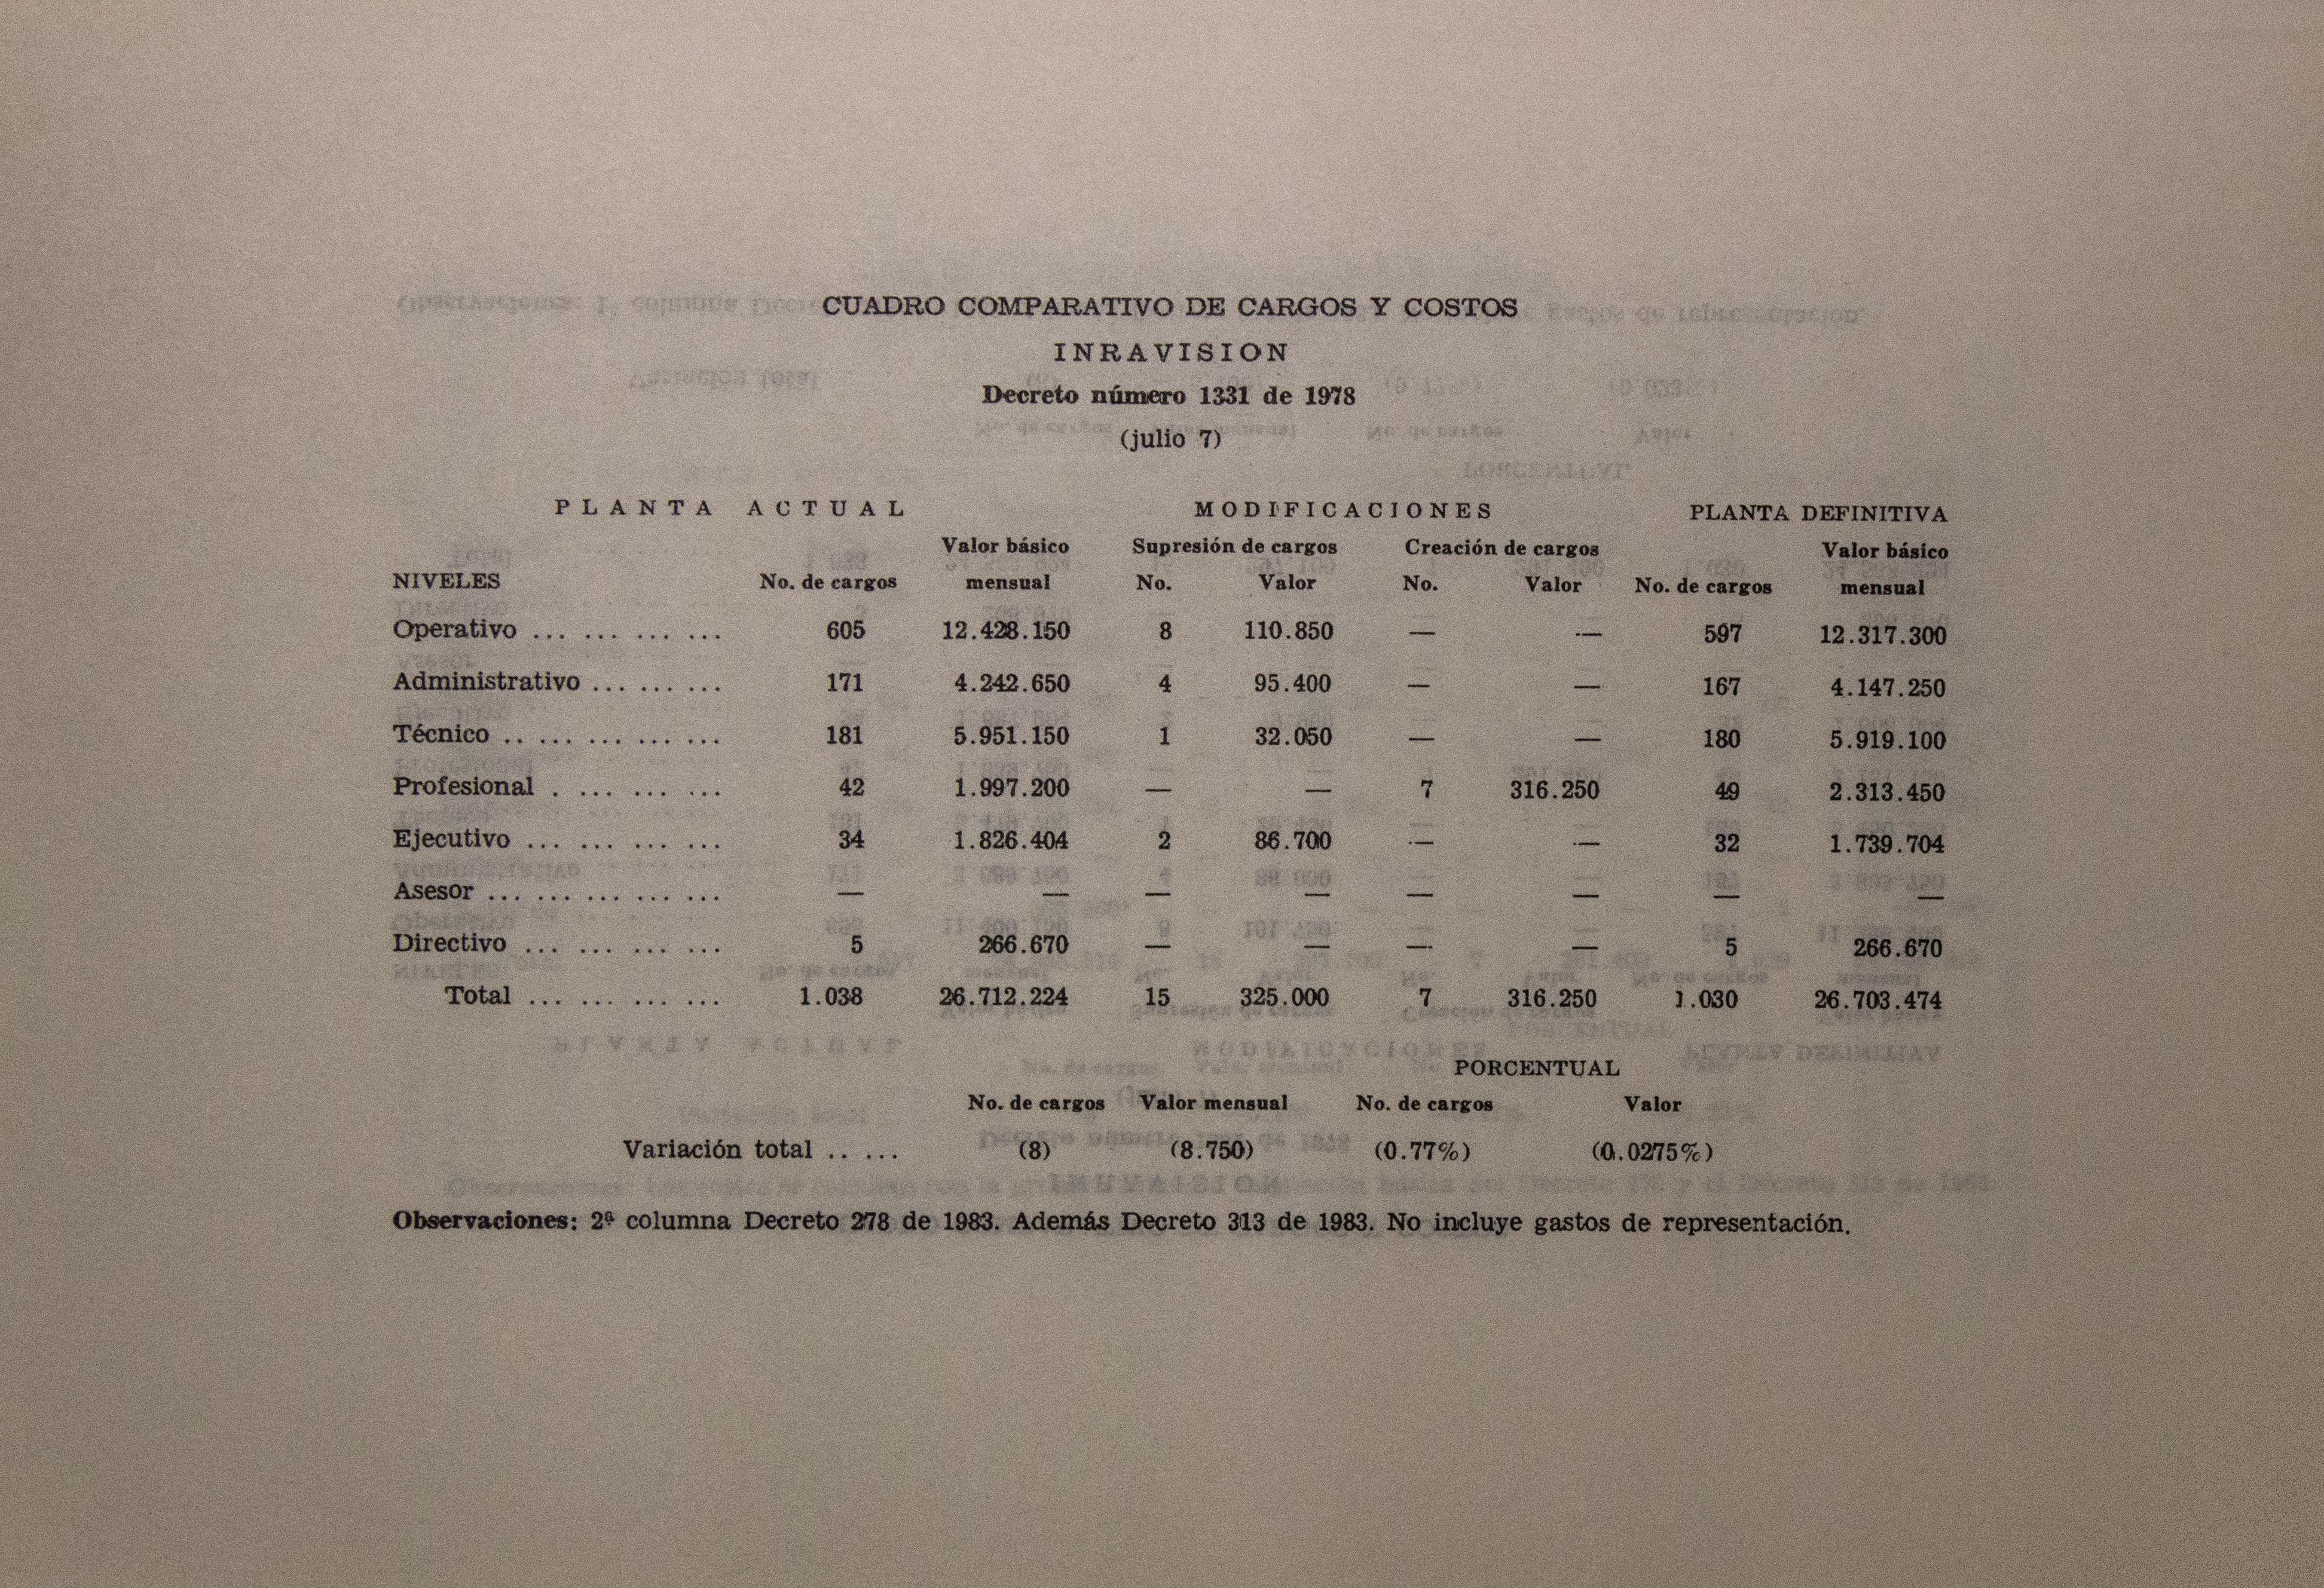 CUADRO COMPARATIVO DE CARGOS Y COSTOS
INRAVISION
Decreto número 1331 de 1978
(julio 7)
PLANTA ACTUAL MODIFICACIONES PLANTA DEFINITIVA
Valor básico Supresión de cargos Creación de cargos Valor básico
NIVELES No. de cargos mensual No. Valor No. Valor No. de cargos mensual
Operativo ... ... ... ... 605 12.428.150 8 110.850 — — 597 12.317.300
Administrativo ... ... ... 171 4.242.650 4 95.400 — — 167 4.147.250
Técnico .. ... ... ... ... 181 5.951.150 1 32.050 — — 180 5.919.100
Profesional . ... ... ... 42 1.997.200 — — 7 316.250 49 2.313.450
Ejecutivo ... ... ... ... 34 1.826.404 2 86.700 — — 32 1.739.704
Asesor ... ... ... ... ... — — — — — — — —
Directivo ... ... ... ... 5 266.670 — — — — 5 266.670
Total ... ... ... ... 1.038 26.712.224 15 325.000 7 316.250 1.030 26.703.474
PORCENTUAL
No. de cargos Valor mensual No. de cargos Valor
Variación total .. ... (8) (8.750) (0.77%) (0.0275%)
Observaciones: 2ª columna Decreto 278 de 1983. Además Decreto 313 de 1983. No incluye gastos de representación.